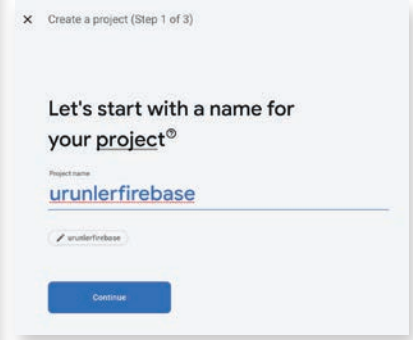 × Create a project (Step 1 of 3)
Let's start with a name for
your project?
Project name
urunlerfirebase
urunlerfirebase
Continue